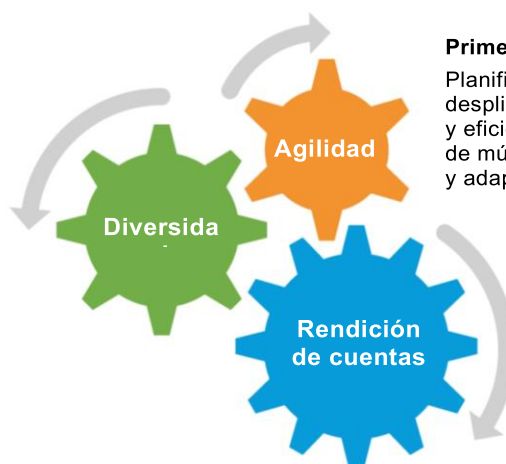 Prime
Planifi
despli
y efici
de mú
y adap
Agilidad
Diversida
Rendición
de cuentas